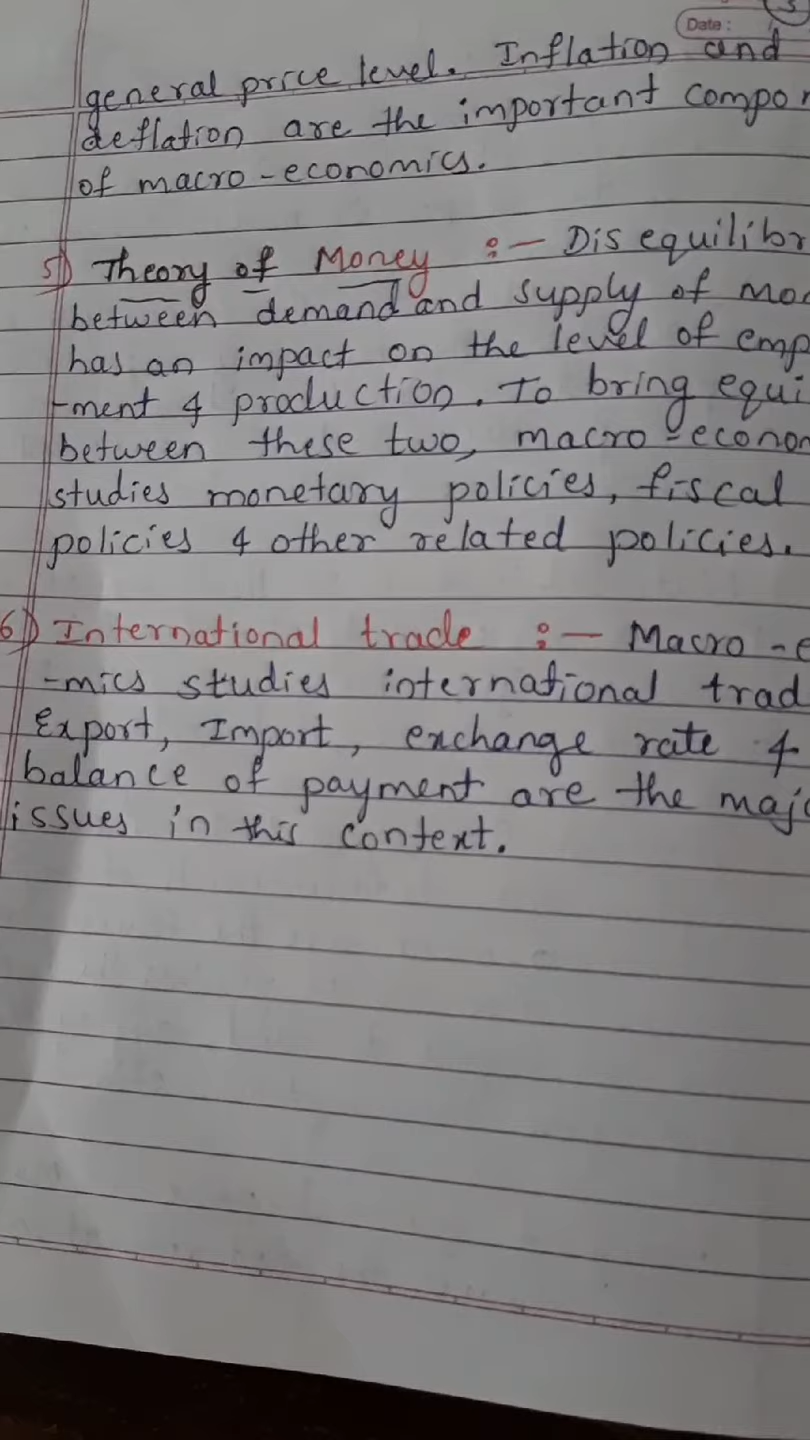 Date :
general price level. Inflation and
deflation are the important compo
of macro-economics.
5) Theory of Money :- Disequilibr
between demand and supply of mo
has an impact on the level of emp
-ment & production. To bring equi
between these two, macro-econo
studies monetary policies, fiscal
policies & other related policies.
6) International trade :- Macro-e
-mics studies international trad
Export, Import, exchange rate &
balance of payment are the maj
issues in this context.